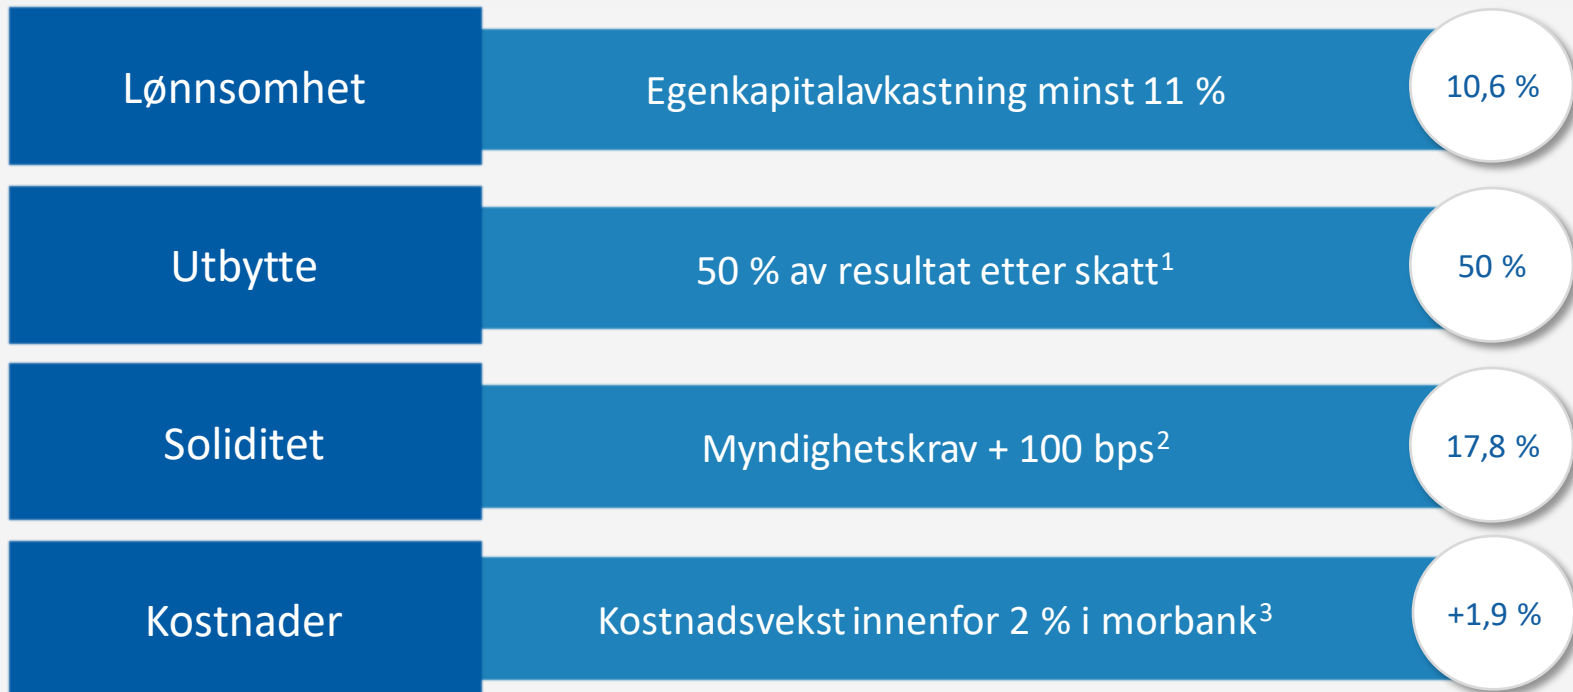 Lønnsomhet
Egenkapitalavkastning minst 11 %
10,6 %
Utbytte
50 % av resultat etter skatt¹
50 %
Soliditet
Myndighetskrav + 100 bps²
17,8 %
Kostnader
Kostnadsvekst innenfor 2 % i morbank³
+1,9 %